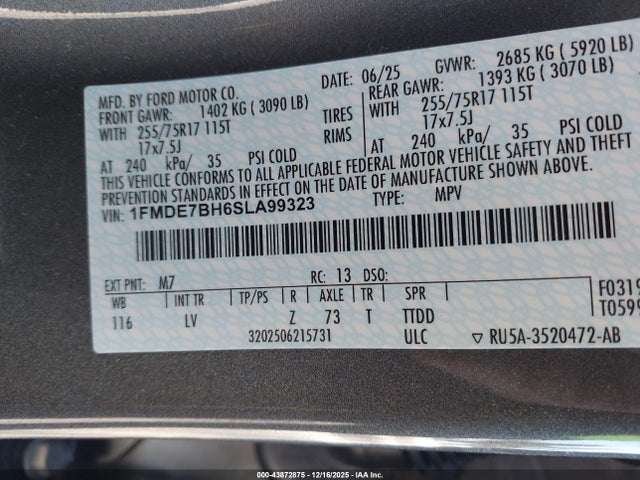 MFD. BY FORD MOTOR CO.
DATE: 06/25 GVWR: 2685 KG ( 5920 LB)
FRONT GAWR: 1402 KG ( 3090 LB) REAR GAWR: 1393 KG ( 3070 LB)
WITH 255/75R17 115T TIRES WITH 255/75R17 115T
17x7.5J RIMS 17x7.5J
AT 240 kPa/ 35 PSI COLD AT 240 kPa/ 35 PSI COLD
THIS VEHICLE CONFORMS TO ALL APPLICABLE FEDERAL MOTOR VEHICLE SAFETY AND THEFT
PREVENTION STANDARDS IN EFFECT ON THE DATE OF MANUFACTURE SHOWN ABOVE.
VIN: 1FMDE7BH6SLA99323 TYPE: MPV
EXT PNT: M7 RC: 13 DSO:
WB INT TR TP/PS R AXLE TR SPR
116 LV Z 73 T TTDD
F0319
T0599
3202506215731 ULC ▽ RU5A-3520472-AB
000-43872875 - 12/16/2025 - IAA Inc.